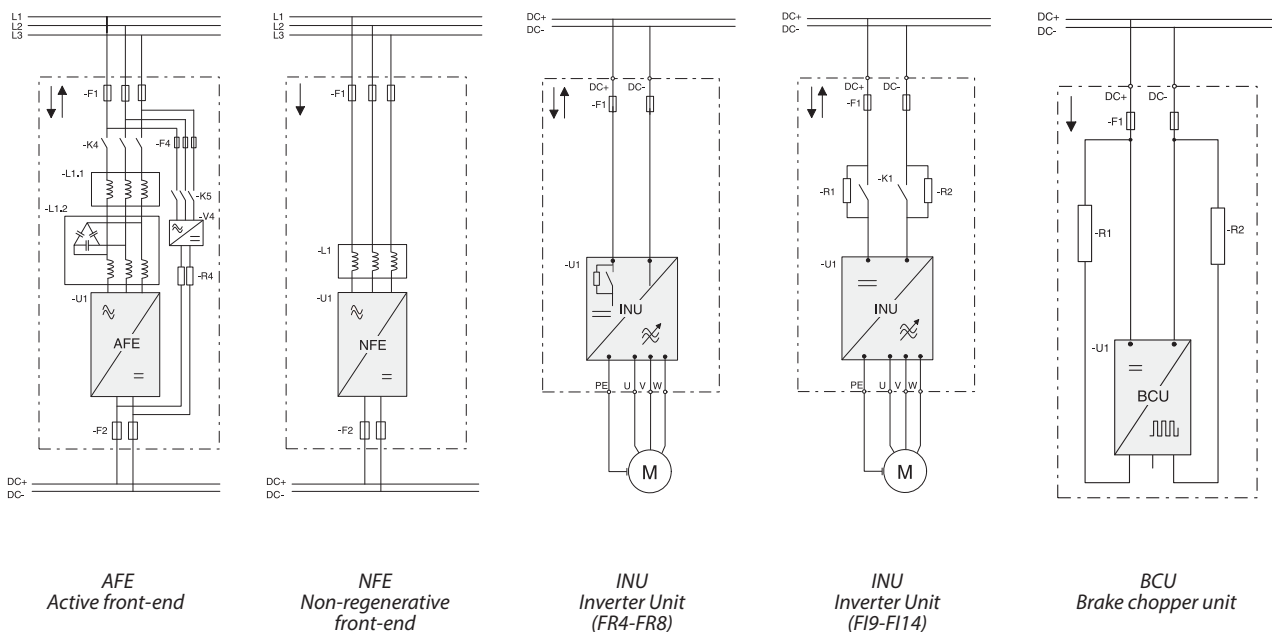 L1
L2
L3
-F1
-K4
-F4
-L1.1
-K5
-V4
-L1.2
-R4
-U1
AFE
-F2
DC+
DC-
L1
L2
L3
-F1
-L1
-U1
NFE
-F2
DC+
DC-
DC+
DC-
DC+
DC-
-F1
-U1
INU
PE
U
V
W
M
DC+
DC-
DC+
DC-
-F1
-R1
-K1
-R2
-U1
INU
PE
U
V
W
M
DC+
DC-
DC+
DC-
-F1
-R1
-R2
-U1
BCU
AFE
Active front-end
NFE
Non-regenerative
front-end
INU
Inverter Unit
(FR4-FR8)
INU
Inverter Unit
(FI9-FI14)
BCU
Brake chopper unit